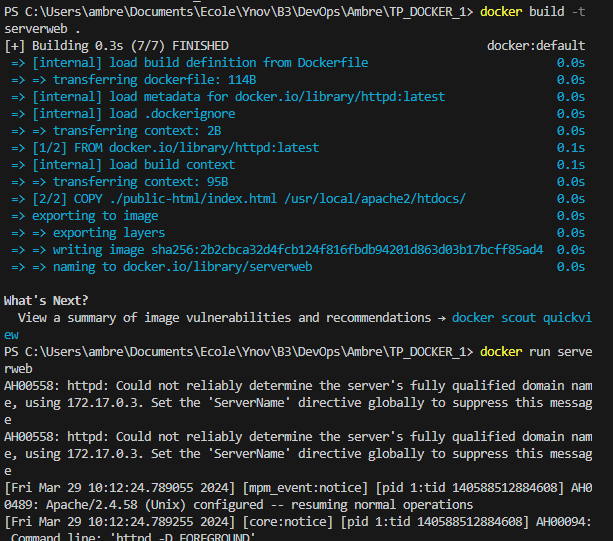 PS C:\Users\ambre\Documents\Ecole\Ynov\B3\DevOps\Ambre\TP_DOCKER_1> docker build -t
serverweb .
[+] Building 0.3s (7/7) FINISHED docker:default
=> [internal] load build definition from Dockerfile 0.0s
=> => transferring dockerfile: 114B 0.0s
=> [internal] load metadata for docker.io/library/httpd:latest 0.0s
=> [internal] load .dockerignore 0.0s
=> => transferring context: 2B 0.0s
=> [1/2] FROM docker.io/library/httpd:latest 0.1s
=> [internal] load build context 0.1s
=> => transferring context: 95B 0.0s
=> [2/2] COPY ./public-html/index.html /usr/local/apache2/htdocs/ 0.0s
=> exporting to image 0.0s
=> => exporting layers 0.0s
=> => writing image sha256:2b2cbca32d4fcb124f816fbdb94201d863d03b17bcff85ad4 0.0s
=> => naming to docker.io/library/serverweb 0.0s
What's Next?
View a summary of image vulnerabilities and recommendations → docker scout quickvi
ew
PS C:\Users\ambre\Documents\Ecole\Ynov\B3\DevOps\Ambre\TP_DOCKER_1> docker run serve
rweb
AH00558: httpd: Could not reliably determine the server's fully qualified domain nam
e, using 172.17.0.3. Set the 'ServerName' directive globally to suppress this messag
e
AH00558: httpd: Could not reliably determine the server's fully qualified domain nam
e, using 172.17.0.3. Set the 'ServerName' directive globally to suppress this messag
e
[Fri Mar 29 10:12:24.789055 2024] [mpm_event:notice] [pid 1:tid 140588512884608] AH0
0489: Apache/2.4.58 (Unix) configured -- resuming normal operations
[Fri Mar 29 10:12:24.789255 2024] [core:notice] [pid 1:tid 140588512884608] AH00094:
Command line: 'httpd -D FOREGROUND'